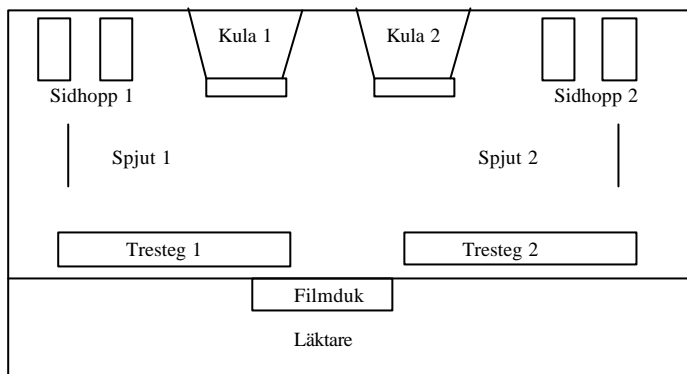 Kula 1
Kula 2
Sidhopp 1
Sidhopp 2
Spjut 1
Spjut 2
Tresteg 1
Tresteg 2
Filmduk
Läktare